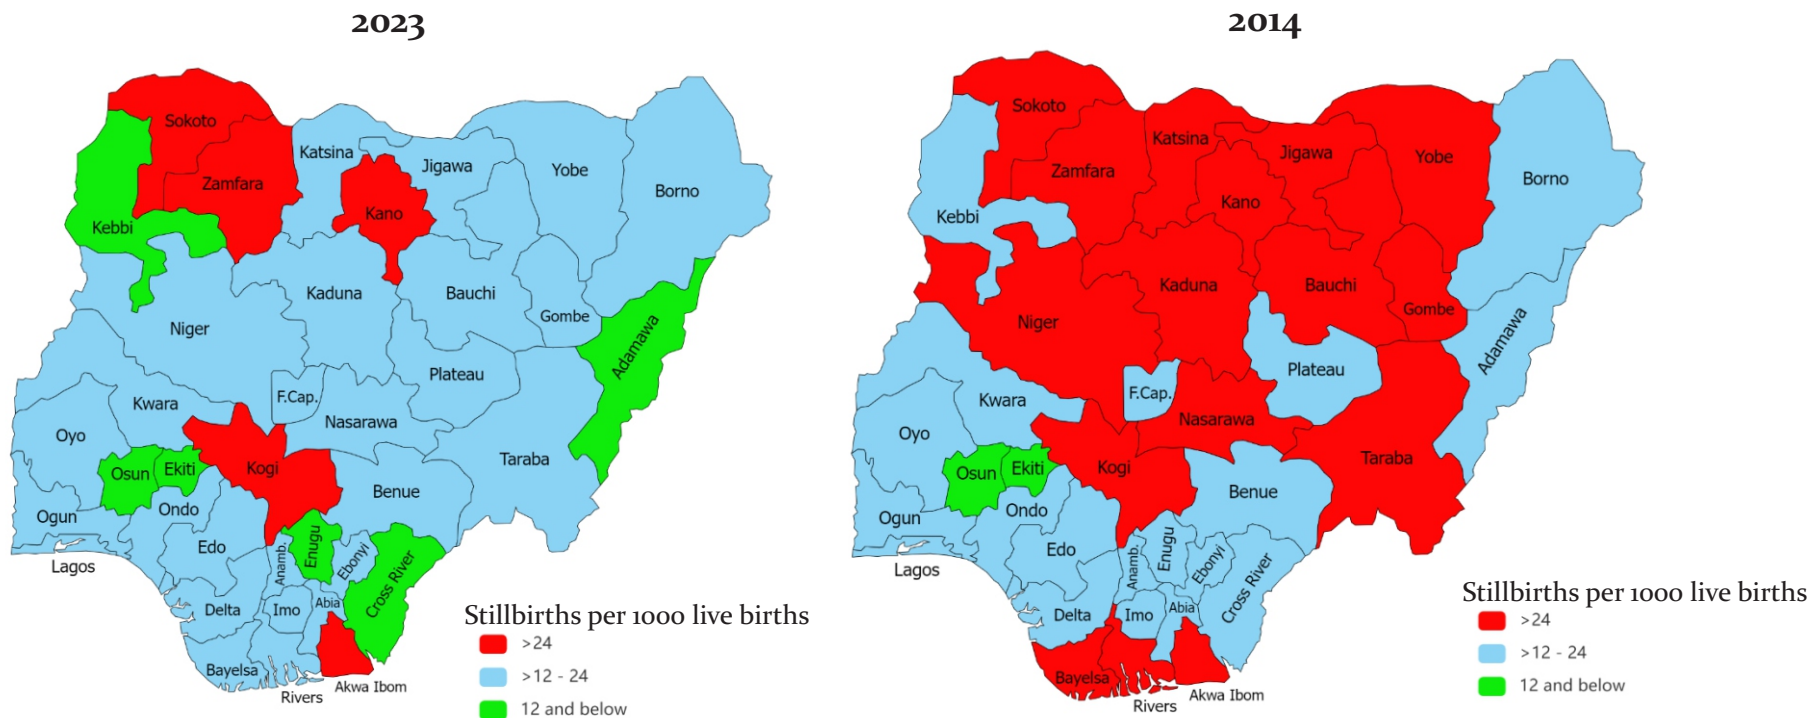 2023
Sokoto
Katsina
Jigawa
Yobe
Borno
Zamfara
Kano
Kebbi
Kaduna
Bauchi
Gombe
Niger
Adamawa
Plateau
F.Cap.
Kwara
Nasarawa
Oyo
Taraba
Osun
Ekiti
Kogi
Benue
Ondo
Ogun
Edo
Anamb.
Enugu
Ebonyi
Cross River
Lagos
Delta
Imo
Abia
Bayelsa
Rivers
Akwa Ibom
Stillbirths per 1000 live births
>24
>12 - 24
12 and below
2014
Sokoto
Katsina
Jigawa
Yobe
Borno
Zamfara
Kano
Kebbi
Kaduna
Bauchi
Gombe
Niger
Adamawa
Plateau
F.Cap.
Kwara
Nasarawa
Oyo
Taraba
Osun
Ekiti
Kogi
Benue
Ondo
Ogun
Edo
Anamb.
Enugu
Ebonyi
Cross River
Lagos
Delta
Imo
Abia
Bayelsa
Rivers
Akwa Ibom
Stillbirths per 1000 live births
>24
>12 - 24
12 and below